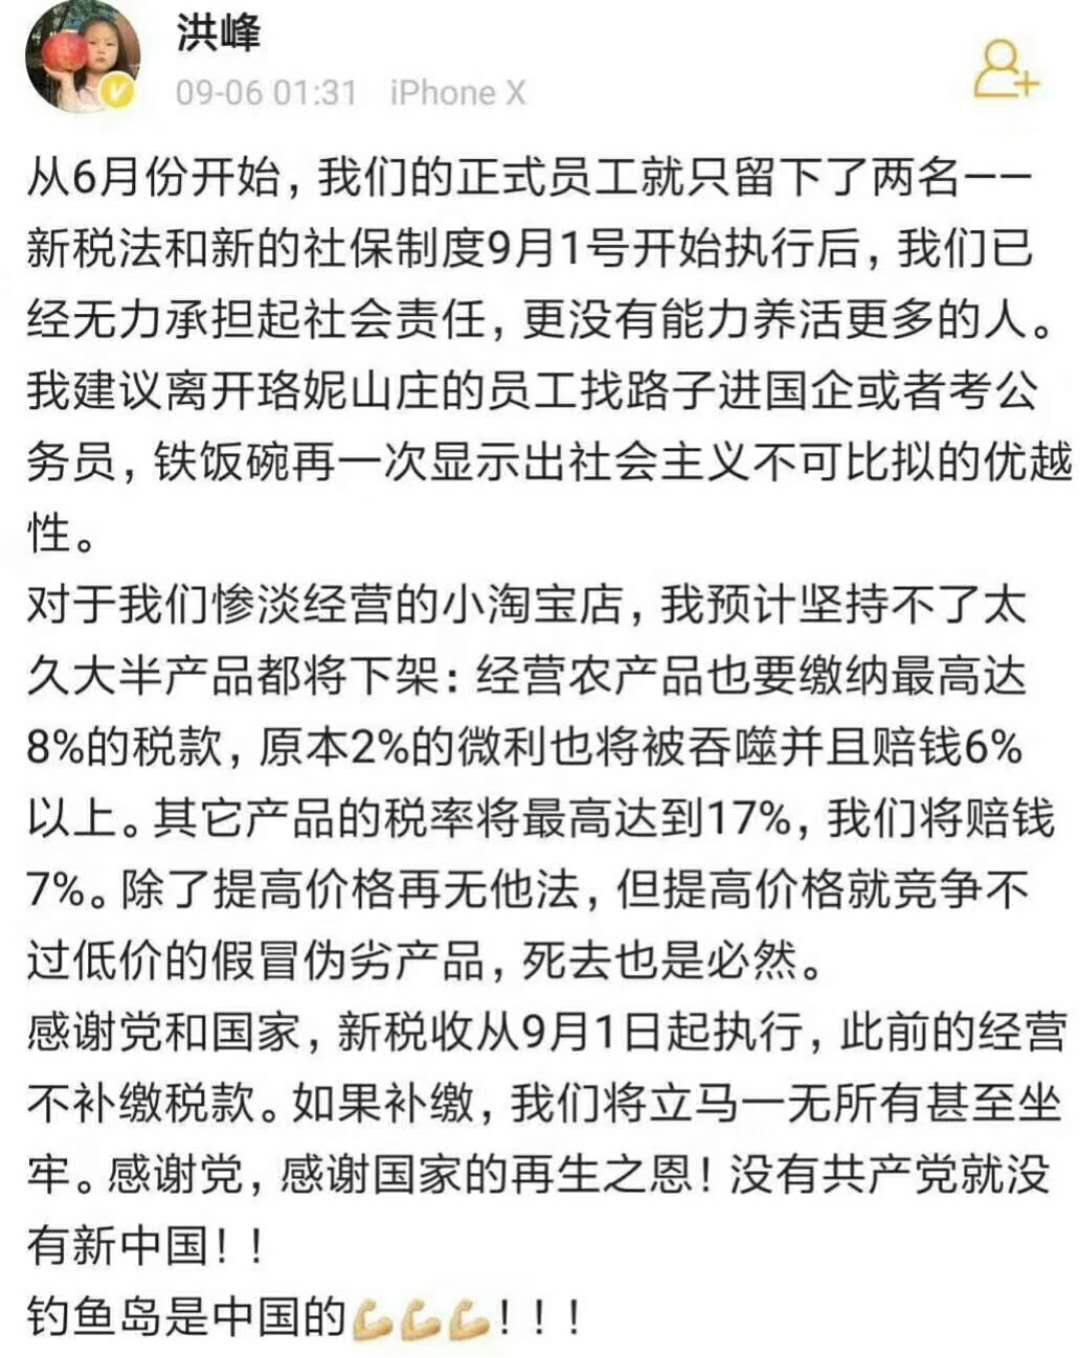 洪峰
09-06 01:31 iPhone X
从6月份开始，我们的正式员工就只留下了两名——
新税法和新的社保制度9月1号开始执行后，我们已
经无力承担起社会责任，更没有能力养活更多的人。
我建议离开珞妮山庄的员工找路子进国企或者考公
务员，铁饭碗再一次显示出社会主义不可比拟的优越
性。
对于我们惨淡经营的小淘宝店，我预计坚持不了太
久大半产品都将下架：经营农产品也要缴纳最高达
8%的税款，原本2%的微利也将被吞噬并且赔钱6%
以上。其它产品的税率将最高达到17%，我们将赔钱
7%。除了提高价格再无他法，但提高价格就竞争不
过低价的假冒伪劣产品，死去也是必然。
感谢党和国家，新税收从9月1日起执行，此前的经营
不补缴税款。如果补缴，我们将立马一无所有甚至坐
牢。感谢党，感谢国家的再生之恩！没有共产党就没
有新中国！！
钓鱼岛是中国的💪💪💪！！！